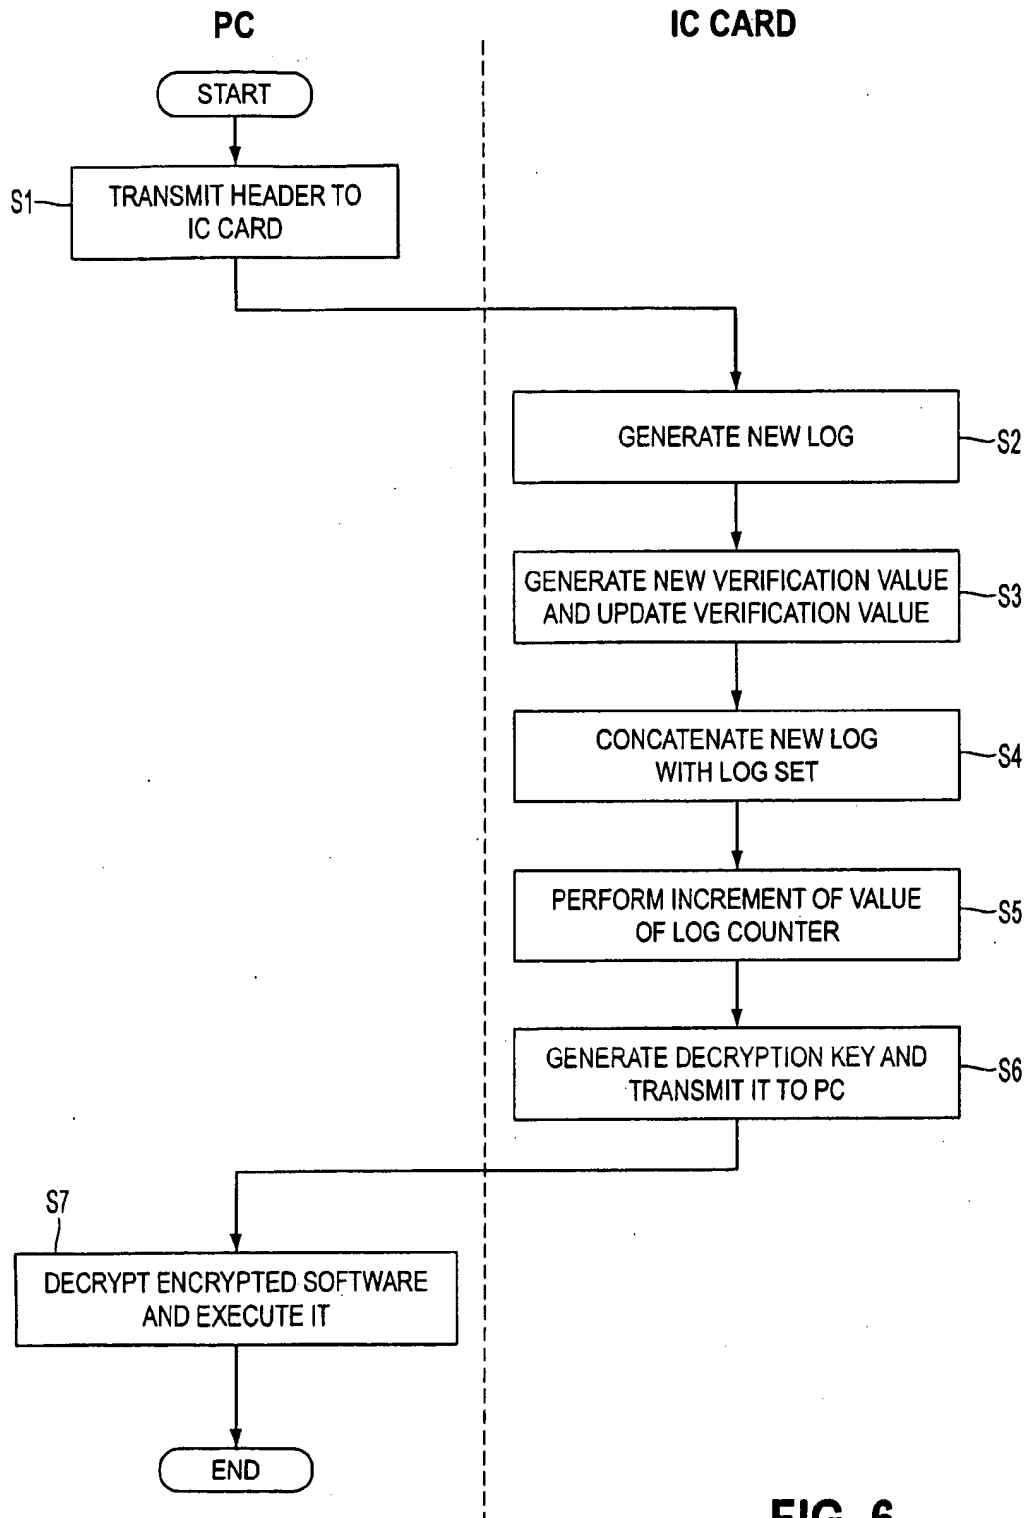 PC
IC CARD
START
S1
TRANSMIT HEADER TO
IC CARD
GENERATE NEW LOG
S2
GENERATE NEW VERIFICATION VALUE
AND UPDATE VERIFICATION VALUE
S3
CONCATENATE NEW LOG
WITH LOG SET
S4
PERFORM INCREMENT OF VALUE
OF LOG COUNTER
S5
GENERATE DECRYPTION KEY AND
TRANSMIT IT TO PC
S6
S7
DECRYPT ENCRYPTED SOFTWARE
AND EXECUTE IT
END
FIG. 6